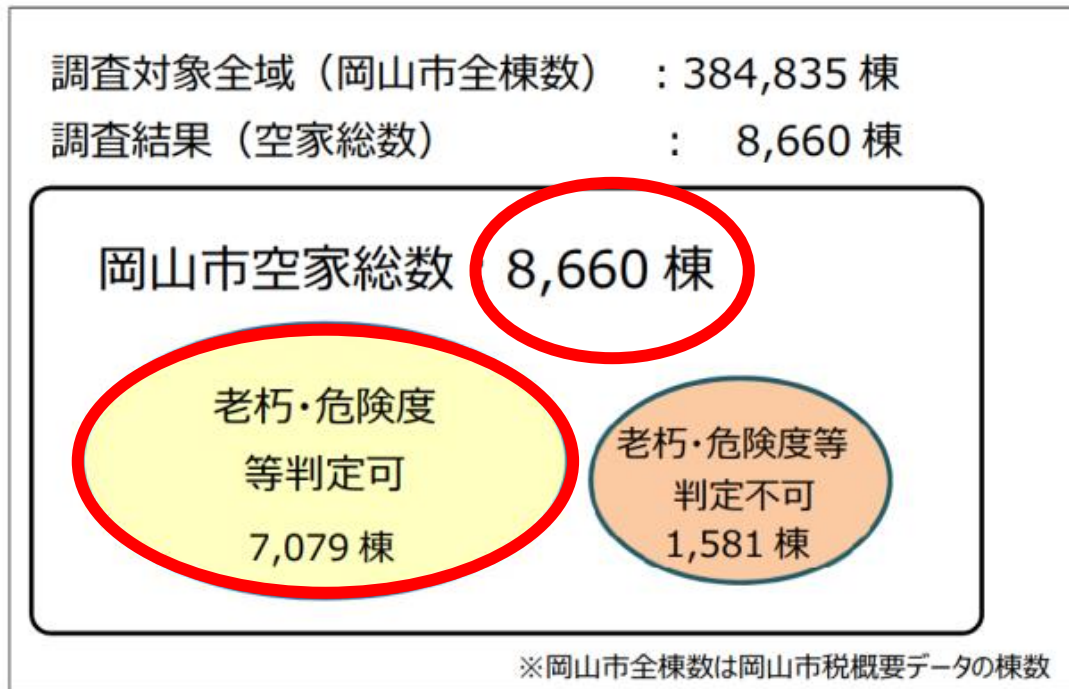 調査対象全域（岡山市全棟数） ：384,835 棟
調査結果（空家総数） ： 8,660 棟
岡山市空家総数 8,660 棟
老朽・危険度
等判定可
7,079 棟
老朽・危険度等
判定不可
1,581 棟
※岡山市全棟数は岡山市税概要データの棟数